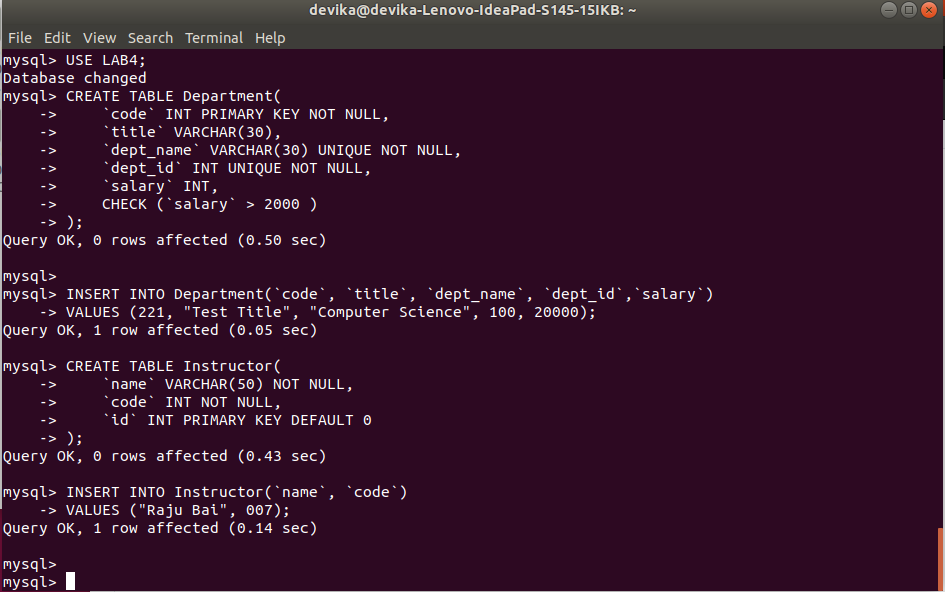 devika@devika-Lenovo-IdeaPad-S145-15IKB: ~
File Edit View Search Terminal Help
mysql> USE LAB4;
Database changed
mysql> CREATE TABLE Department(
    ->     `code` INT PRIMARY KEY NOT NULL,
    ->     `title` VARCHAR(30),
    ->     `dept_name` VARCHAR(30) UNIQUE NOT NULL,
    ->     `dept_id` INT UNIQUE NOT NULL,
    ->     `salary` INT,
    ->     CHECK (`salary` > 2000 )
    -> );
Query OK, 0 rows affected (0.50 sec)

mysql>
mysql> INSERT INTO Department(`code`, `title`, `dept_name`, `dept_id`,`salary`)
    -> VALUES (221, "Test Title", "Computer Science", 100, 20000);
Query OK, 1 row affected (0.05 sec)

mysql> CREATE TABLE Instructor(
    ->     `name` VARCHAR(50) NOT NULL,
    ->     `code` INT NOT NULL,
    ->     `id` INT PRIMARY KEY DEFAULT 0
    -> );
Query OK, 0 rows affected (0.43 sec)

mysql> INSERT INTO Instructor(`name`, `code`)
    -> VALUES ("Raju Bai", 007);
Query OK, 1 row affected (0.14 sec)

mysql>
mysql>